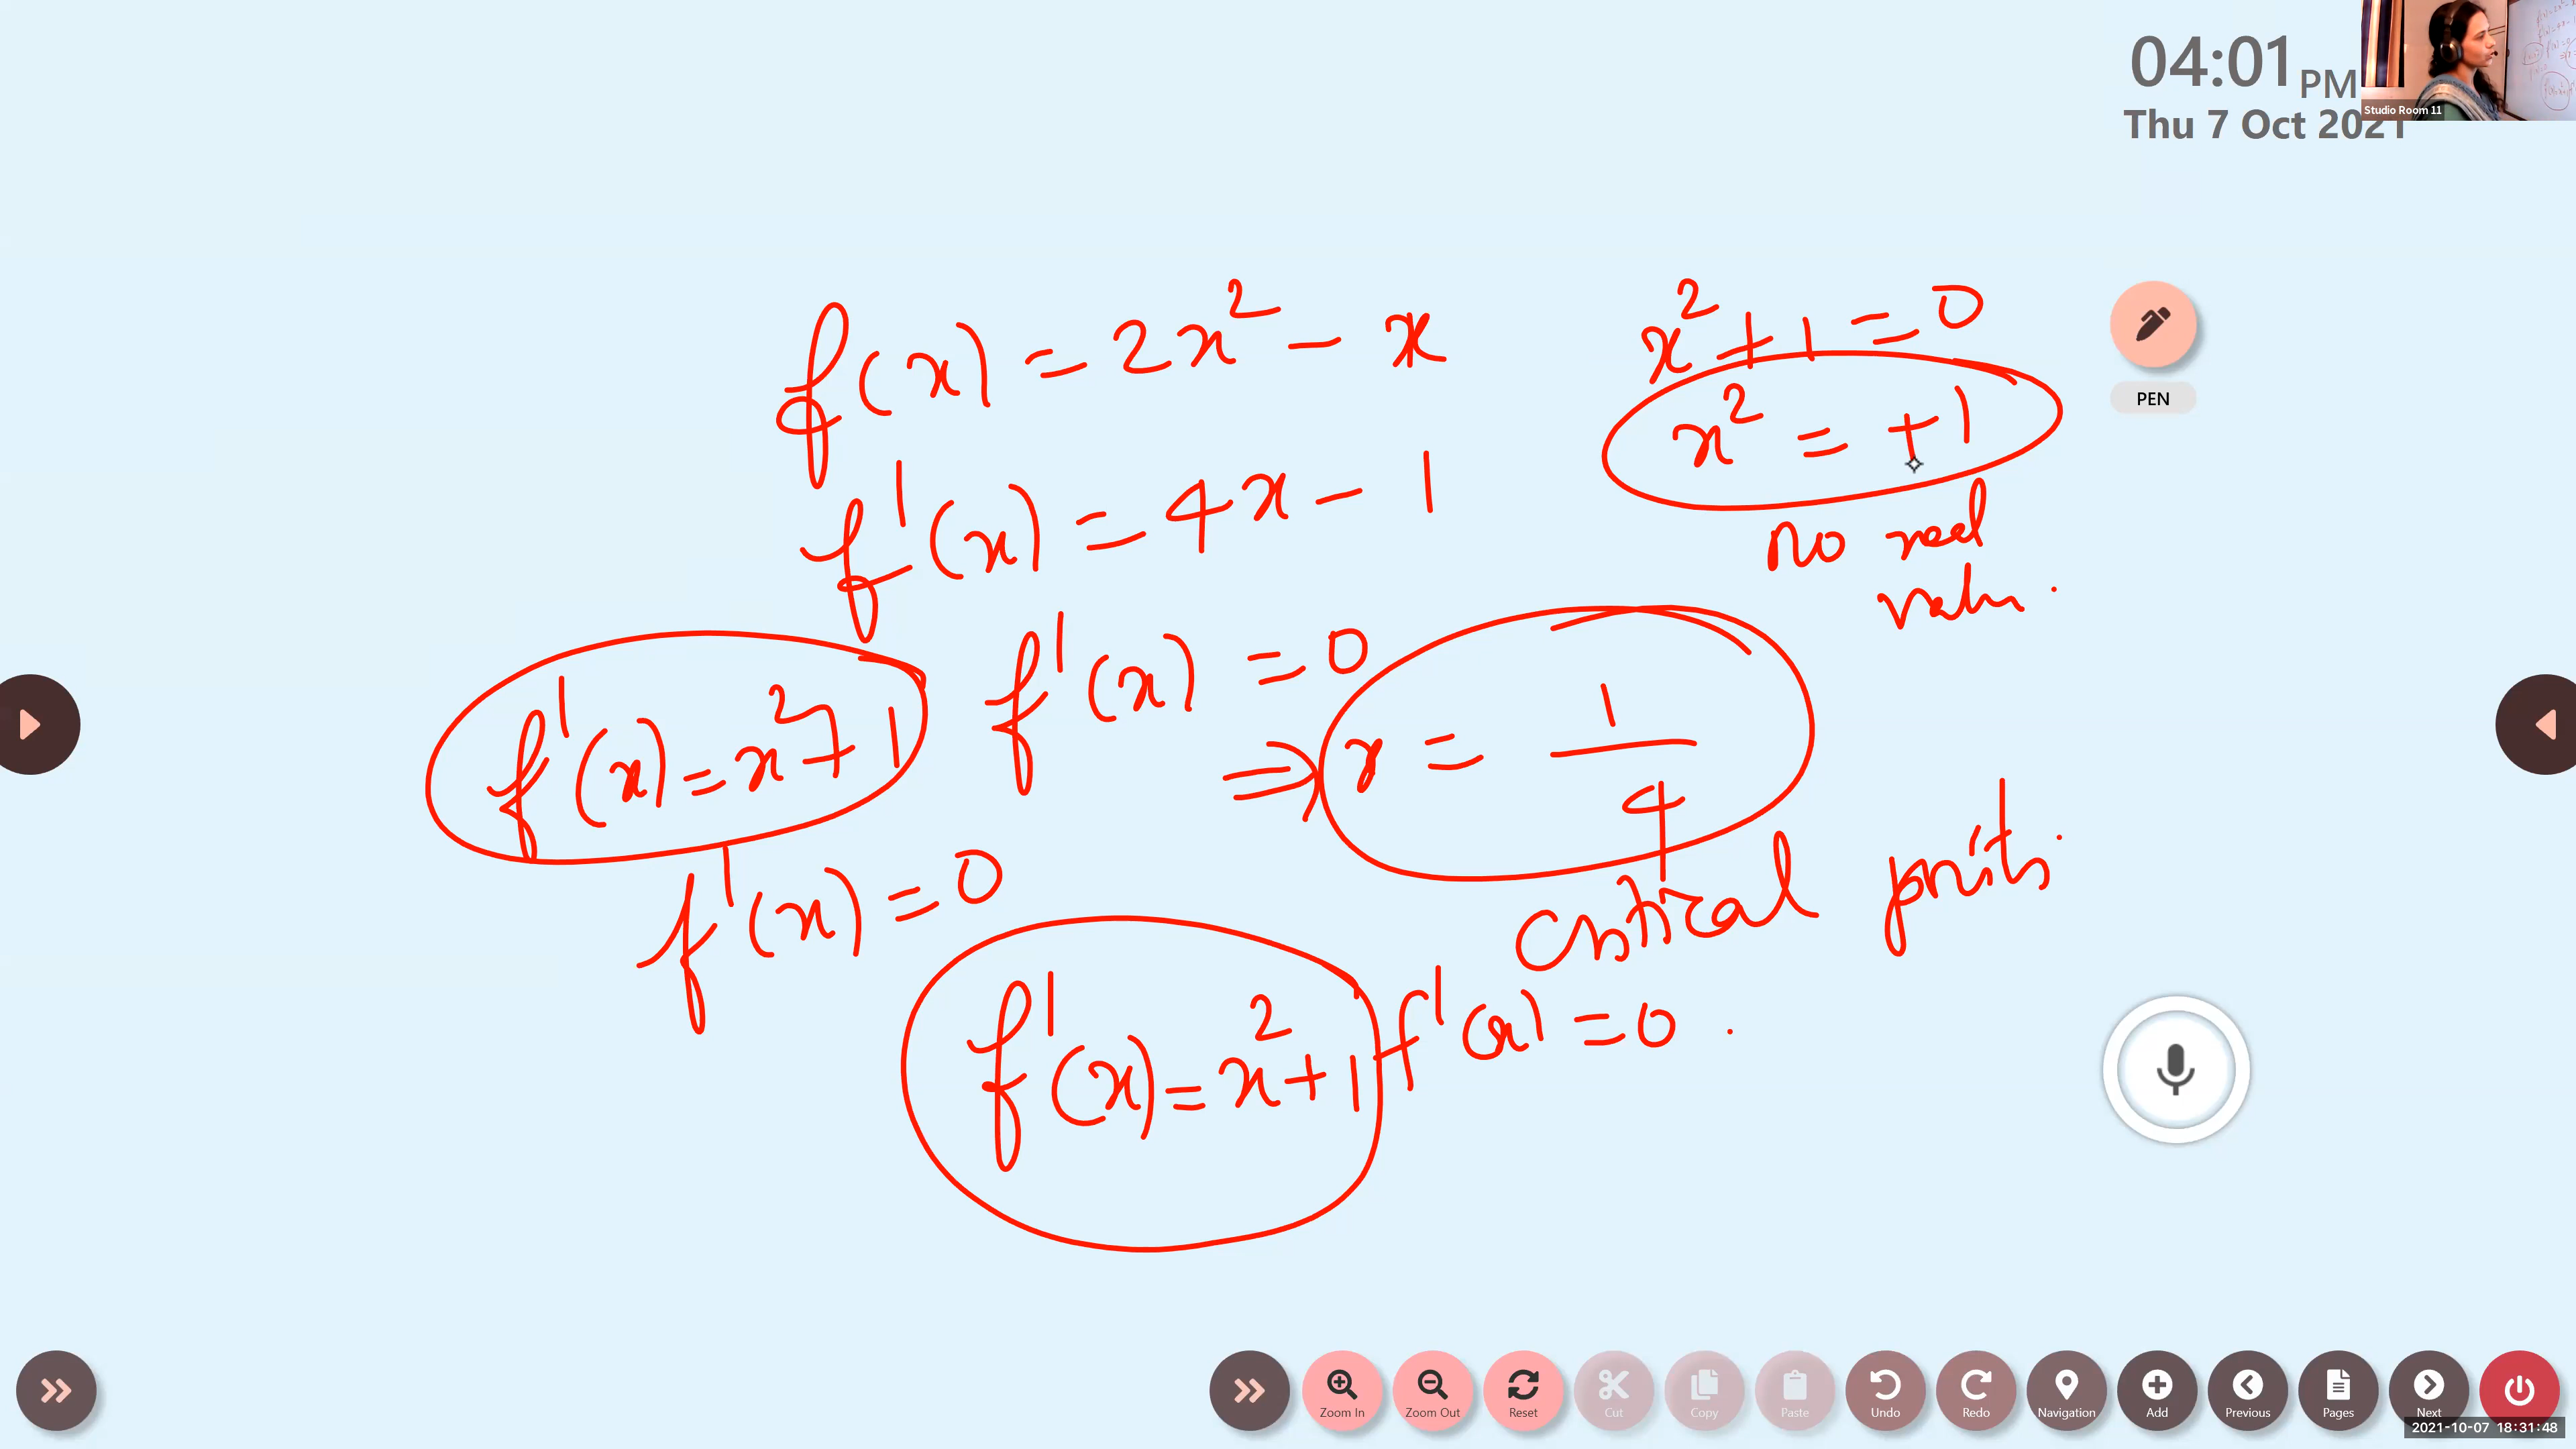 04:01 PM
Thu 7 Oct 2021
Studio Room 11
f(x) = 2x² - x
x² + 1 = 0
x² = +1
PEN
f'(x) = 4x - 1
no real
f'(x) = 0
f'(x) = x² + 1
⇒ x = 1/4
f'(x) = 0
critical points.
f'(x) = x² + 1
f'(x) = 0.
Zoom In Zoom Out Reset Cut Copy Paste Undo Redo Navigation Add Previous Pages Next
2021-10-07 18:31:48